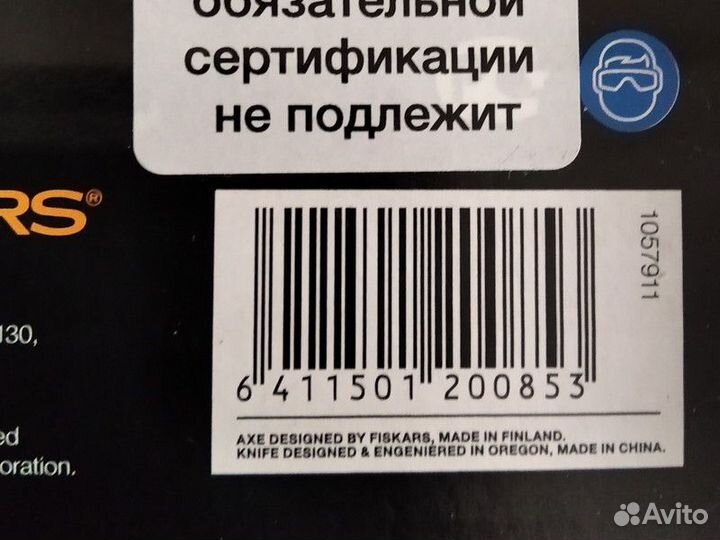 обязательной
сертификации
не подлежит
RS®
130,
ed
oration.
1057911
6 411501 200853
AXE DESIGNED BY FISKARS, MADE IN FINLAND.
KNIFE DESIGNED & ENGENIERED IN OREGON, MADE IN CHINA.
Avito